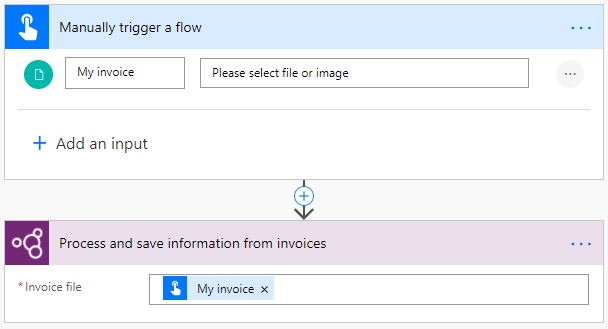 Manually trigger a flow
My invoice
Please select file or image
Add an input
Process and save information from invoices
* Invoice file
My invoice ×